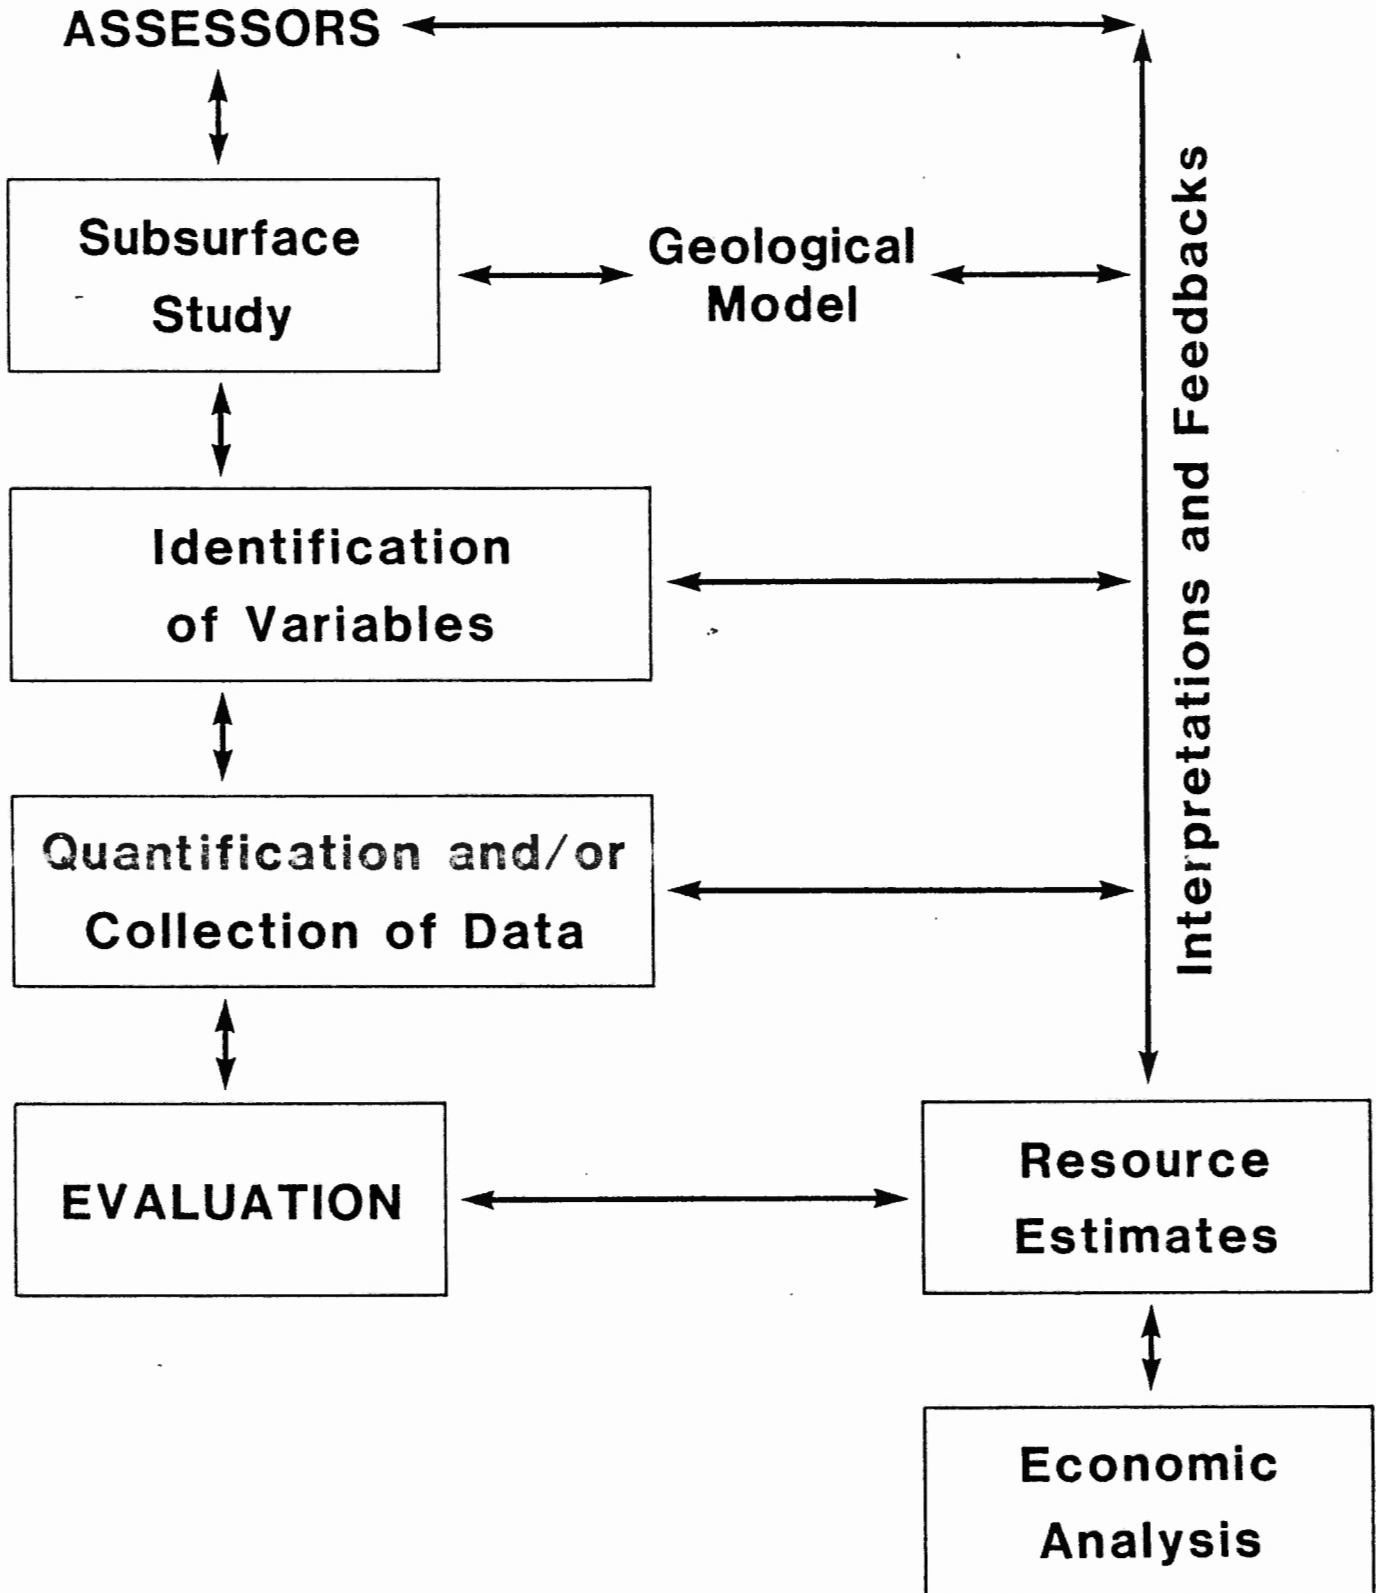 ASSESSORS
Subsurface
Study
Geological
Model
Interpretations and Feedbacks
Identification
of Variables
Quantification and/or
Collection of Data
EVALUATION
Resource
Estimates
Economic
Analysis